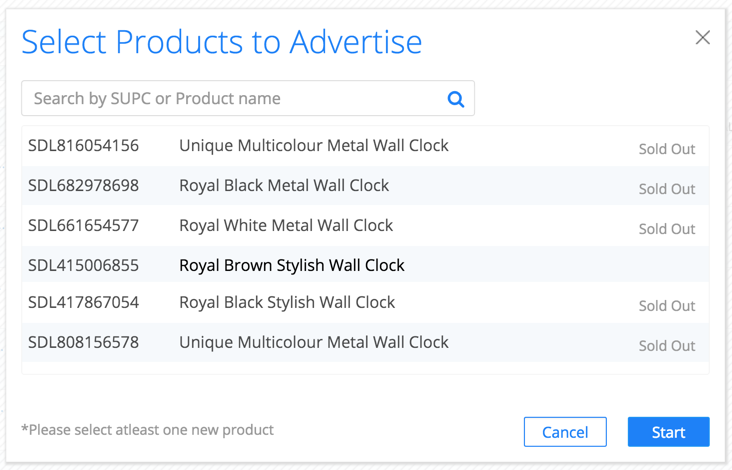 Select Products to Advertise
Search by SUPC or Product name
SDL816054156 Unique Multicolour Metal Wall Clock Sold Out
SDL682978698 Royal Black Metal Wall Clock Sold Out
SDL661654577 Royal White Metal Wall Clock Sold Out
SDL415006855 Royal Brown Stylish Wall Clock
SDL417867054 Royal Black Stylish Wall Clock Sold Out
SDL808156578 Unique Multicolour Metal Wall Clock Sold Out
*Please select atleast one new product
Cancel Start